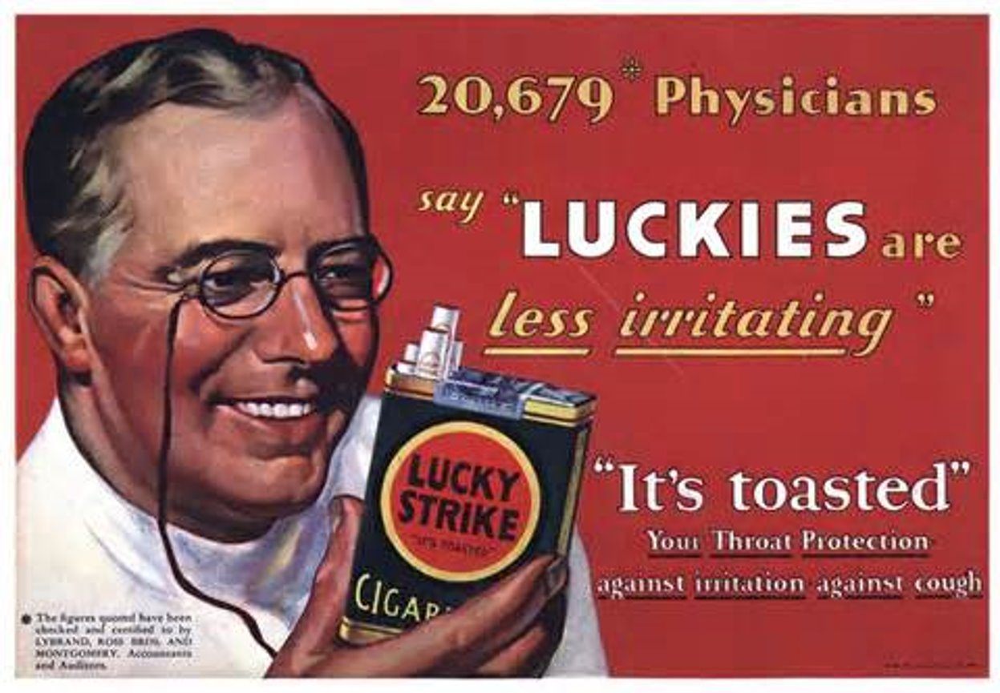 20,679* Physicians
say "LUCKIES are
less irritating"
LUCKY
STRIKE
"IT'S TOASTED"
CIGAR
"It's toasted"
Your Throat Protection
against irritation against cough
The figures quoted have been
checked and certified to by
LYBRAND, ROSS BROS. AND
MONTGOMERY. Accountants
and Auditors.